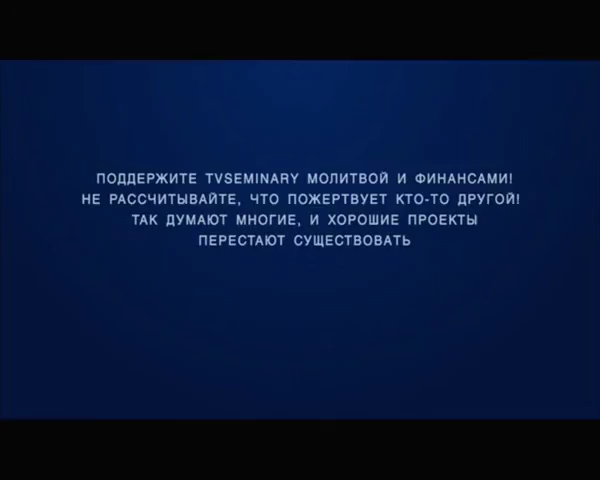 ПОДДЕРЖИТЕ TVSEMINARY МОЛИТВОЙ И ФИНАНСАМИ!
НЕ РАССЧИТЫВАЙТЕ, ЧТО ПОЖЕРТВУЕТ КТО-ТО ДРУГОЙ!
ТАК ДУМАЮТ МНОГИЕ, И ХОРОШИЕ ПРОЕКТЫ
ПЕРЕСТАЮТ СУЩЕСТВОВАТЬ